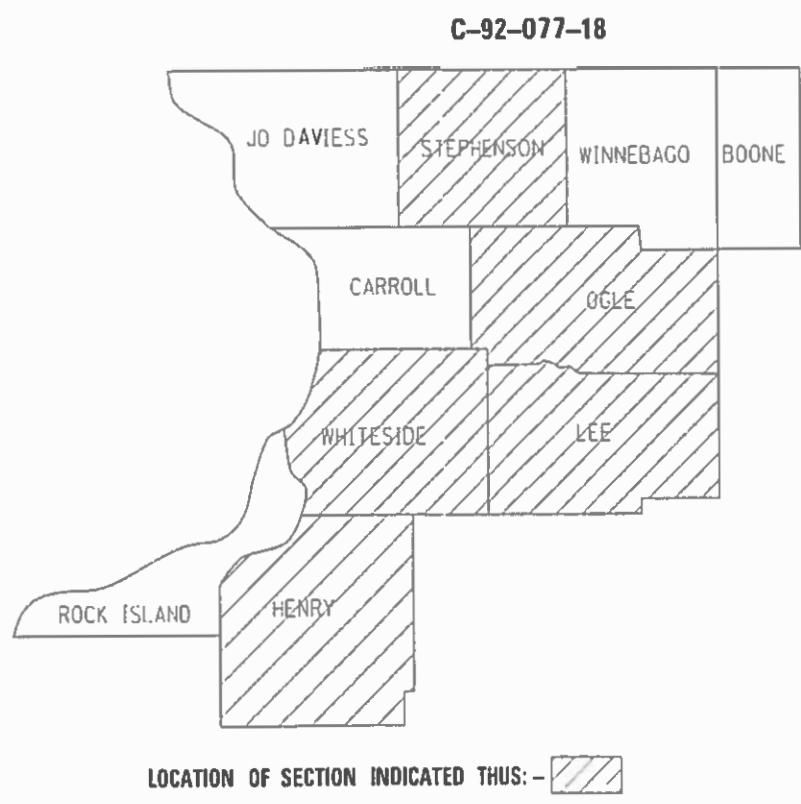 C-92-077-18
JO DAVIESS
STEPHENSON
WINNEBAGO
BOONE
CARROLL
OGLE
WHITESIDE
LEE
ROCK ISLAND
HENRY
LOCATION OF SECTION INDICATED THUS: -